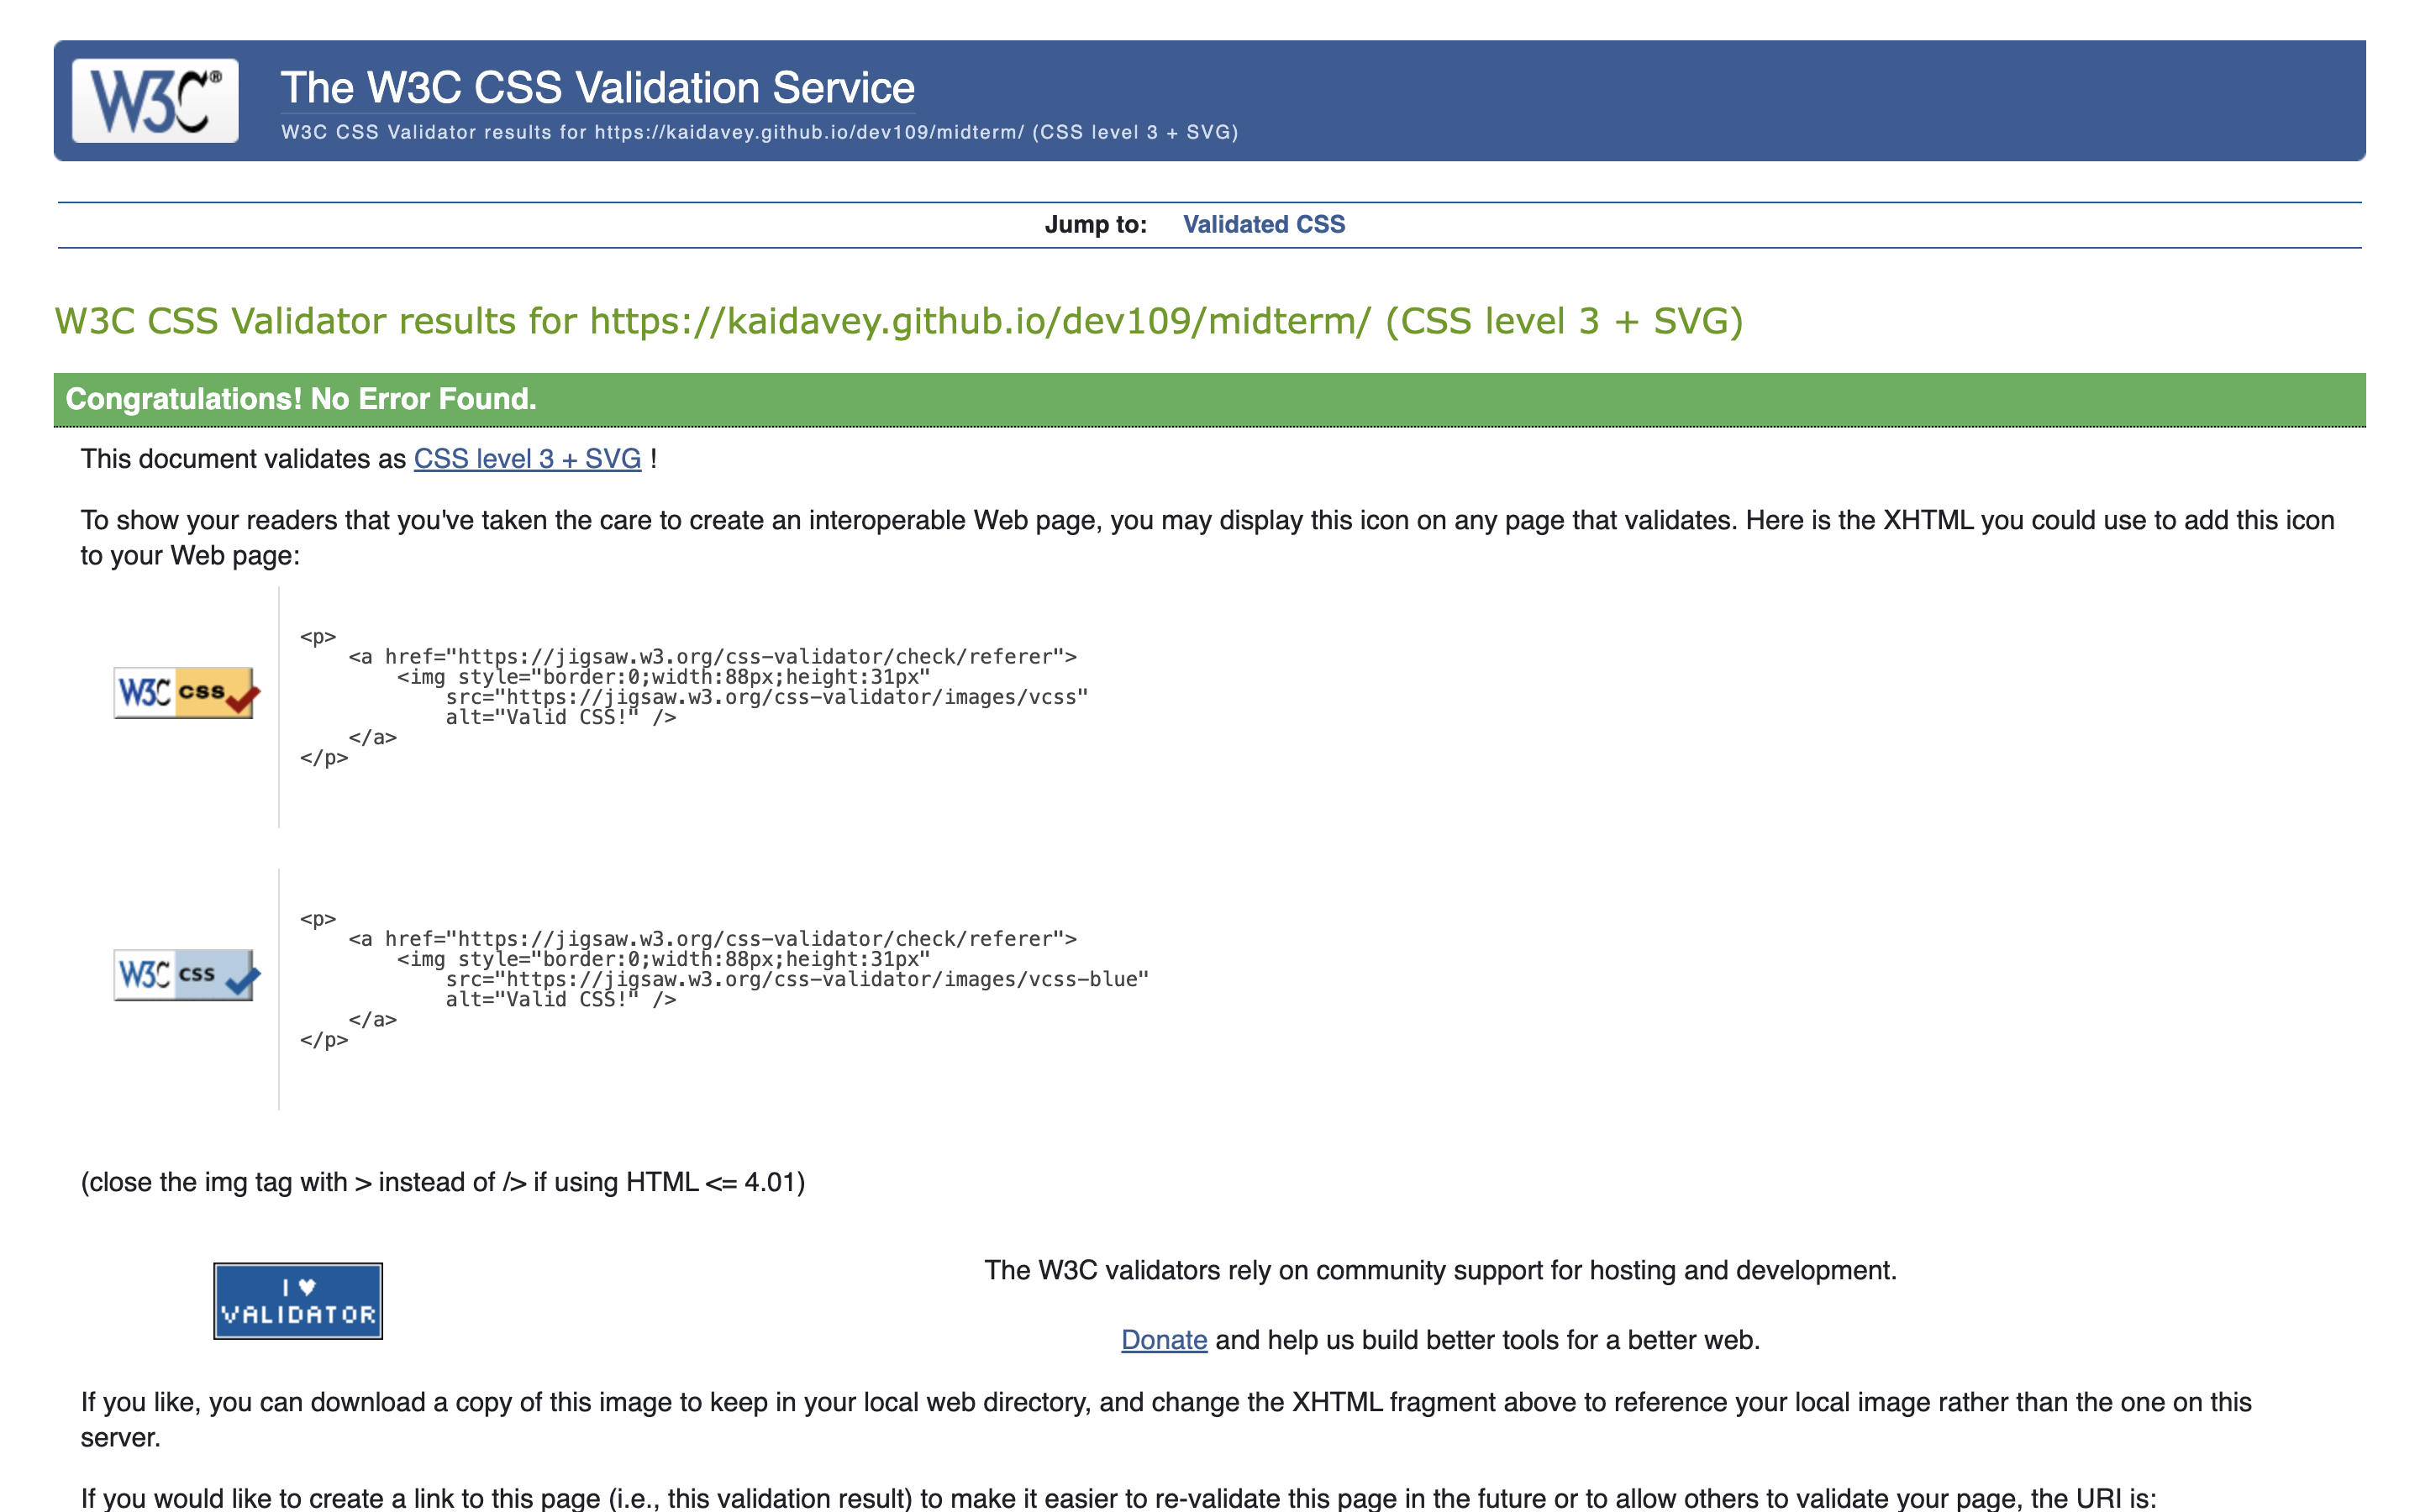 W3C®
The W3C CSS Validation Service
W3C CSS Validator results for https://kaidavey.github.io/dev109/midterm/ (CSS level 3 + SVG)
Jump to: Validated CSS
W3C CSS Validator results for https://kaidavey.github.io/dev109/midterm/ (CSS level 3 + SVG)
Congratulations! No Error Found.
This document validates as CSS level 3 + SVG !
To show your readers that you've taken the care to create an interoperable Web page, you may display this icon on any page that validates. Here is the XHTML you could use to add this icon
to your Web page:
W3C css
<p>
    <a href="https://jigsaw.w3.org/css-validator/check/referer">
        <img style="border:0;width:88px;height:31px"
            src="https://jigsaw.w3.org/css-validator/images/vcss"
            alt="Valid CSS!" />
    </a>
</p>
W3C css
<p>
    <a href="https://jigsaw.w3.org/css-validator/check/referer">
        <img style="border:0;width:88px;height:31px"
            src="https://jigsaw.w3.org/css-validator/images/vcss-blue"
            alt="Valid CSS!" />
    </a>
</p>
(close the img tag with > instead of /> if using HTML <= 4.01)
I ♥
VALIDATOR
The W3C validators rely on community support for hosting and development.
Donate and help us build better tools for a better web.
If you like, you can download a copy of this image to keep in your local web directory, and change the XHTML fragment above to reference your local image rather than the one on this
server.
If you would like to create a link to this page (i.e., this validation result) to make it easier to re-validate this page in the future or to allow others to validate your page, the URI is: